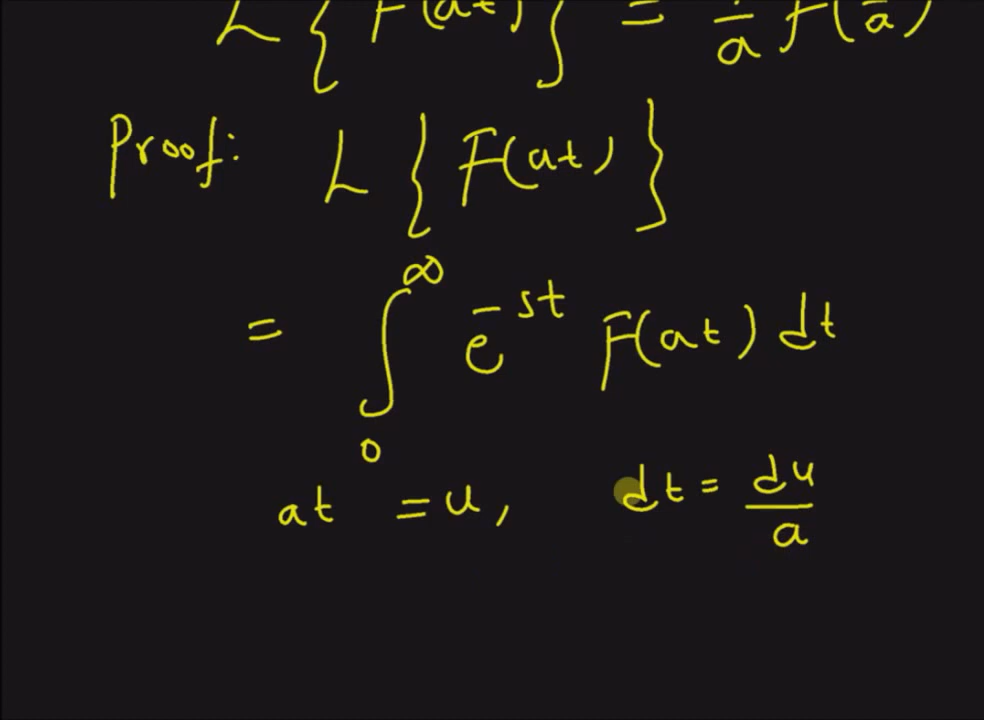 L { F(at) } = 1/a f( /a)
Proof: L { F(at) }
= ∫₀^∞ e^-st F(at) dt
at = u, dt = du/a